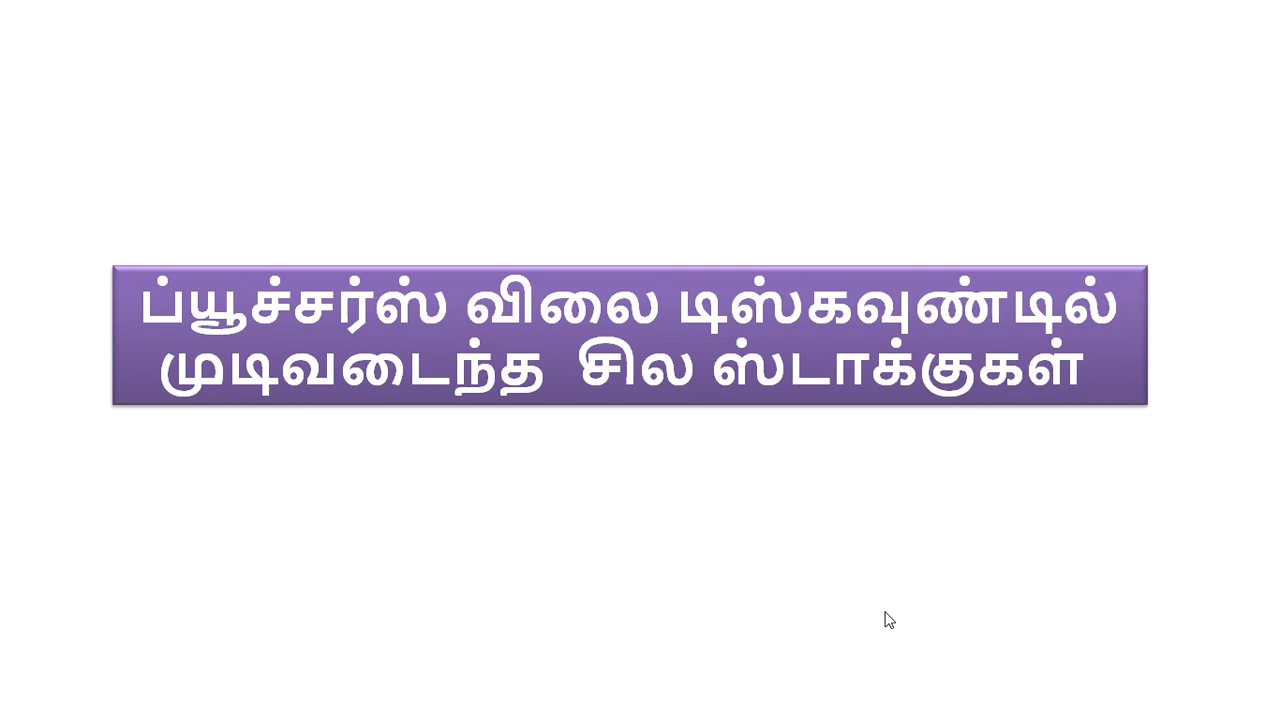 ப்யூச்சர்ஸ் விலை டிஸ்கவுண்டில்
முடிவடைந்த சில ஸ்டாக்குகள்